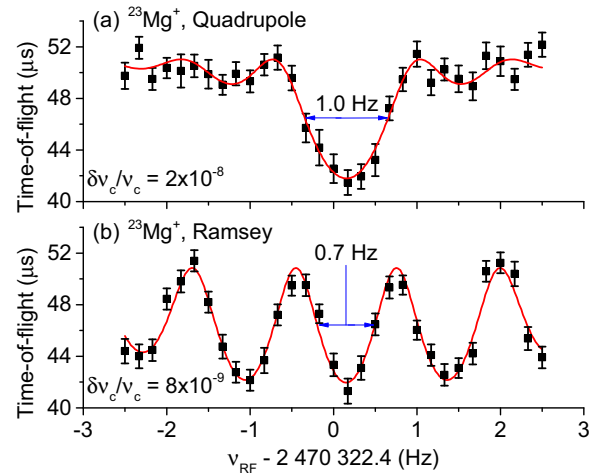 (a) ²³Mg⁺, Quadrupole
Time-of-flight (μs)
52
48
44
40
1.0 Hz
δν_c/ν_c = 2x10⁻⁸
(b) ²³Mg⁺, Ramsey
Time-of-flight (μs)
52
48
44
40
0.7 Hz
δν_c/ν_c = 8x10⁻⁹
-3 -2 -1 0 1 2 3
ν_RF - 2 470 322.4 (Hz)